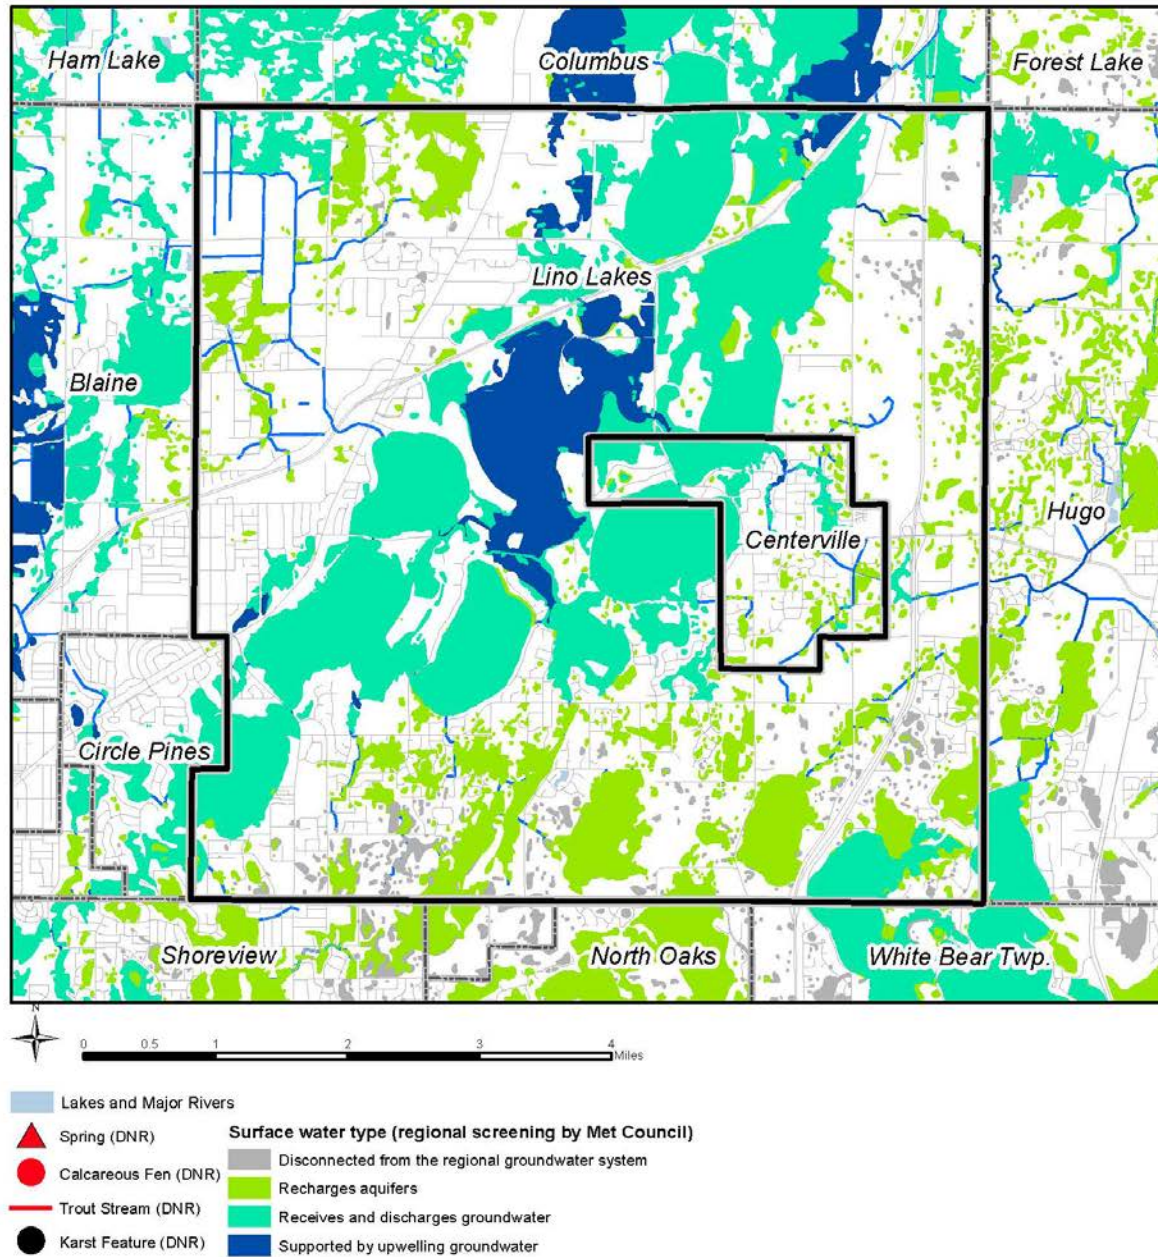 Ham Lake
Columbus
Forest Lake
Lino Lakes
Blaine
Hugo
Centerville
Circle Pines
Shoreview
North Oaks
White Bear Twp.
N
0 0.5 1 2 3 4
Miles
Lakes and Major Rivers
Spring (DNR)
Calcareous Fen (DNR)
Trout Stream (DNR)
Karst Feature (DNR)
Surface water type (regional screening by Met Council)
Disconnected from the regional groundwater system
Recharges aquifers
Receives and discharges groundwater
Supported by upwelling groundwater